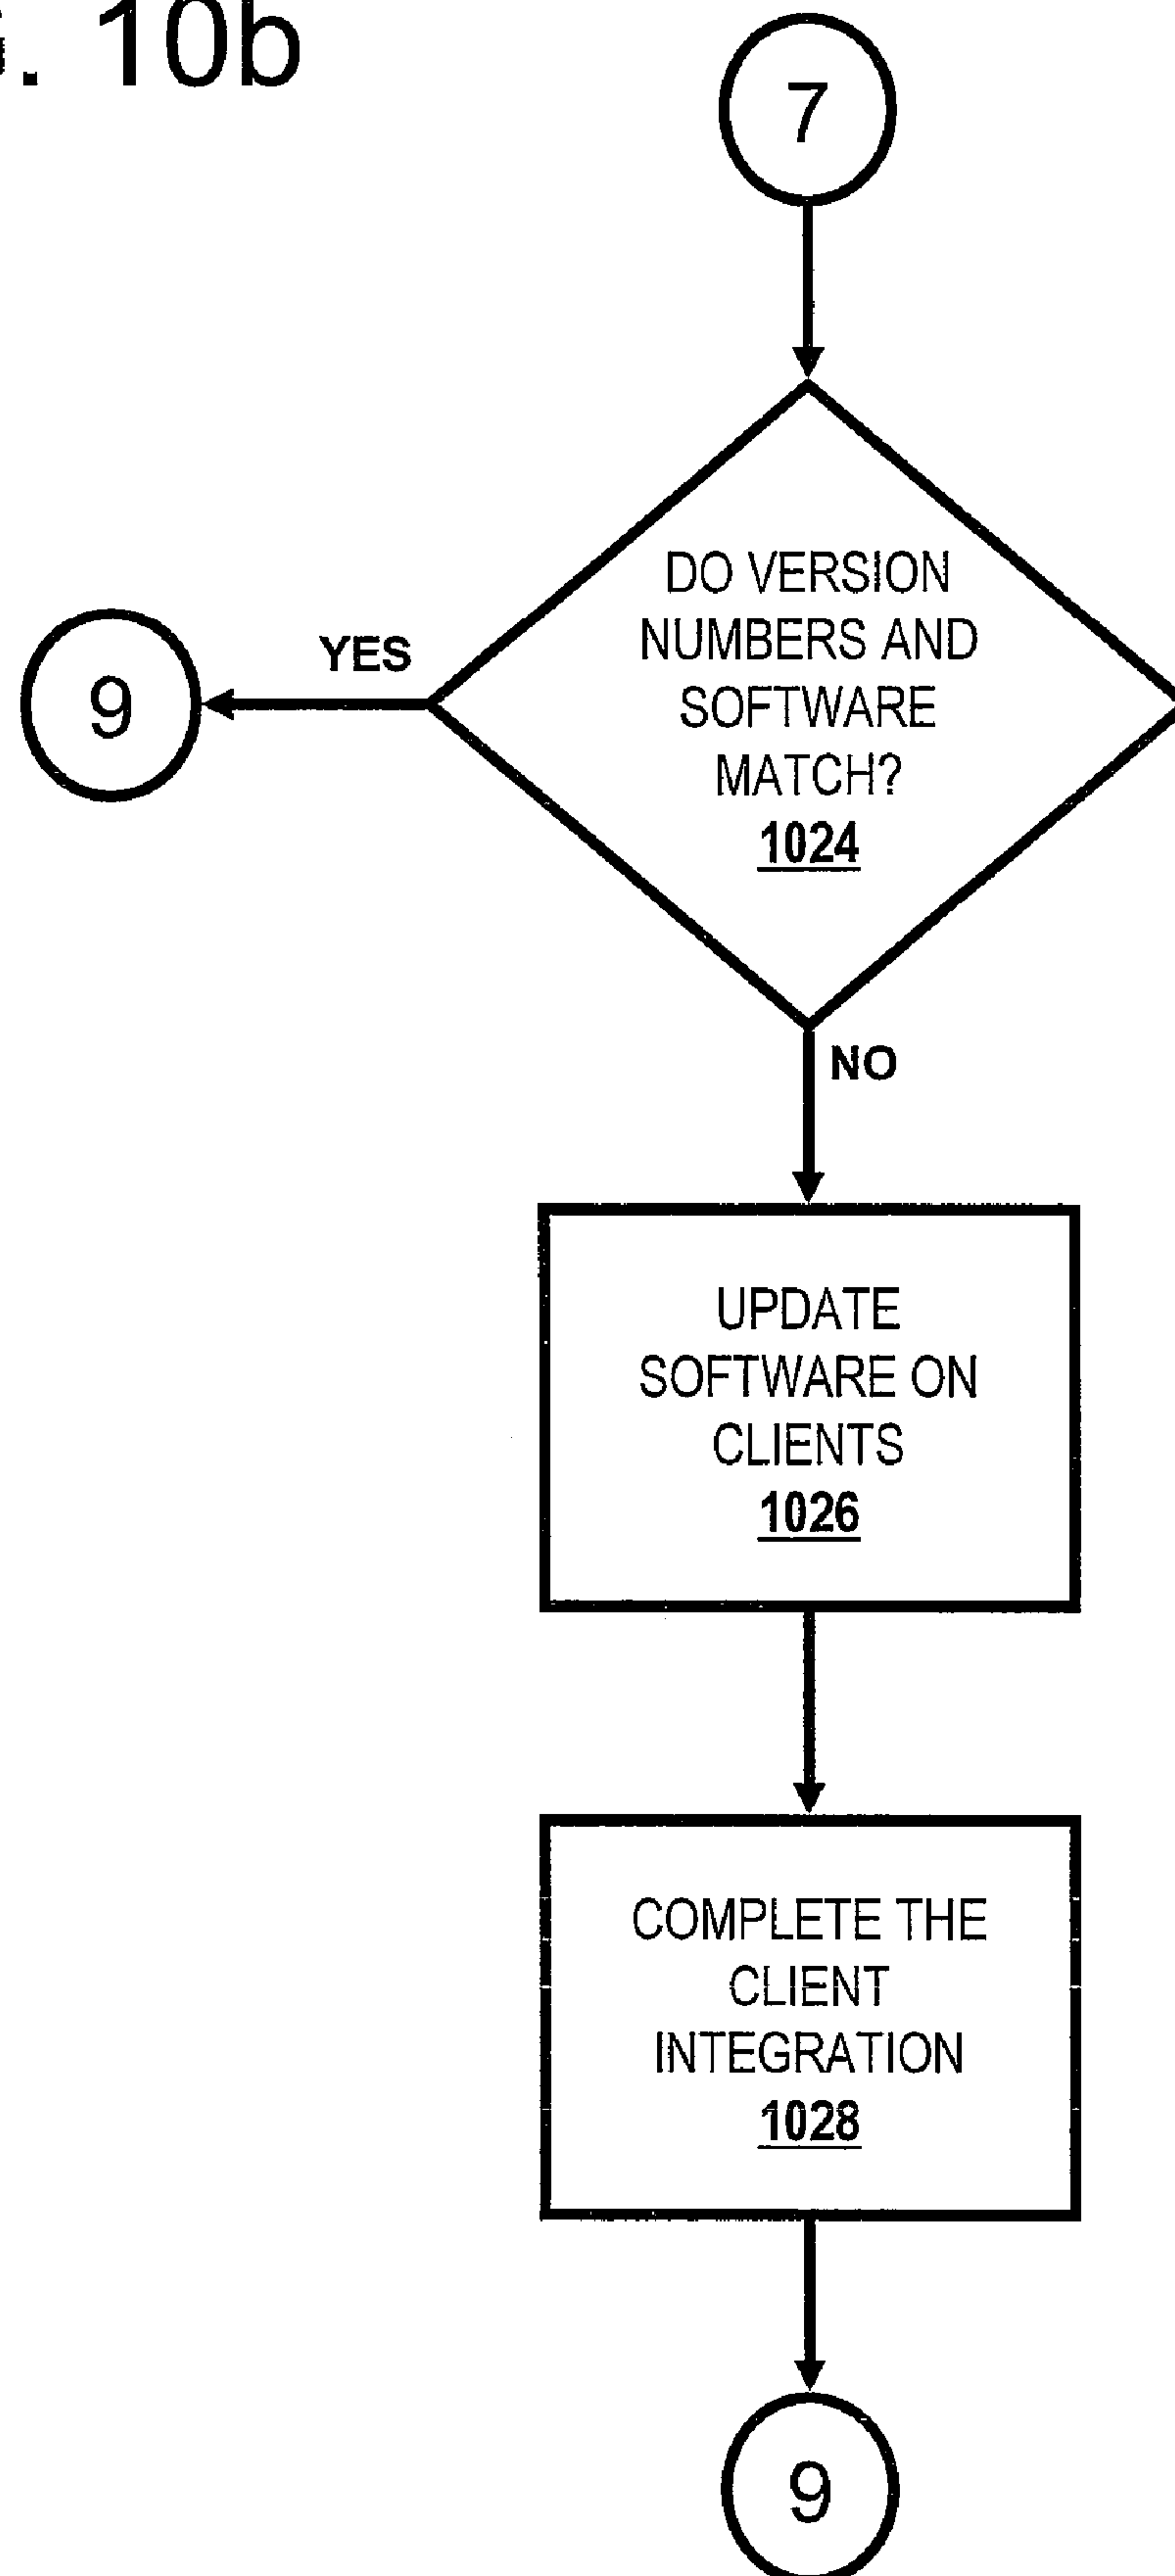 . 10b
7
DO VERSION
NUMBERS AND
SOFTWARE
MATCH?
1024
YES
9
NO
UPDATE
SOFTWARE ON
CLIENTS
1026
COMPLETE THE
CLIENT
INTEGRATION
1028
9